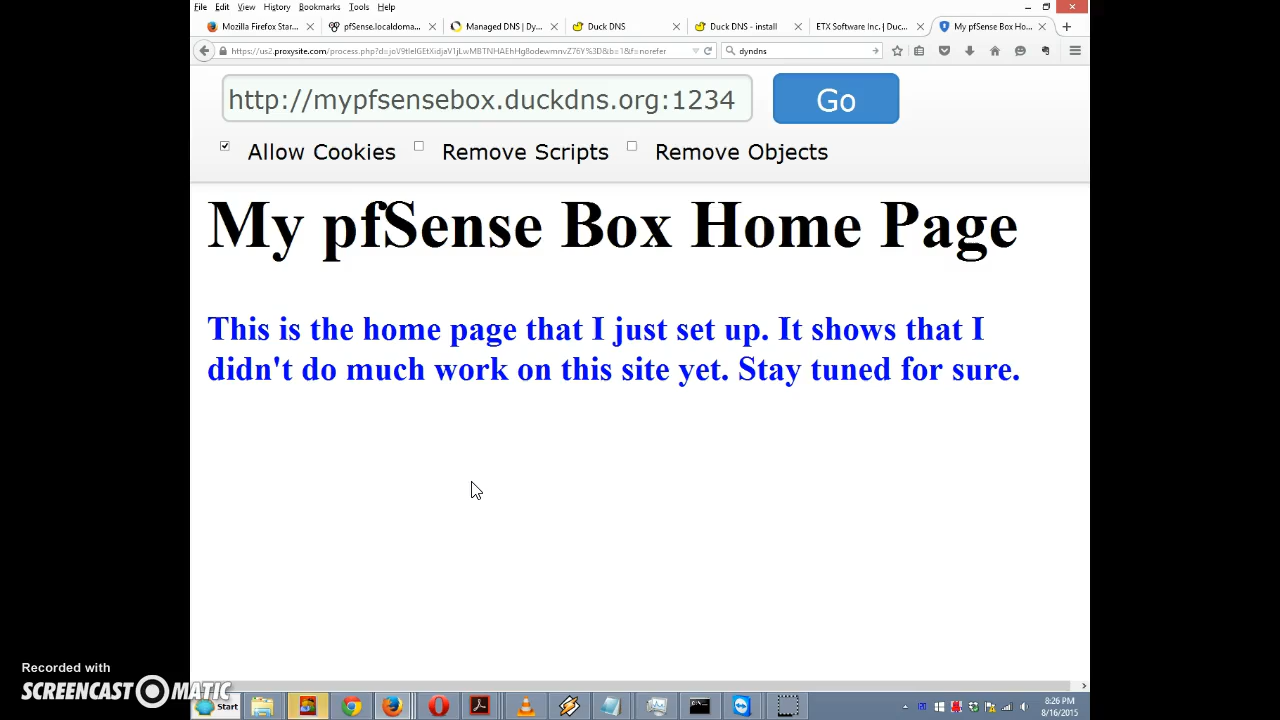 File Edit View History Bookmarks Tools Help
Mozilla Firefox Star... pfSense.localdoma... Managed DNS | Dy... Duck DNS Duck DNS - install ETX Software Inc. | Duc... My pfSense Box Ho...
dyndns
http://mypfsensebox.duckdns.org:1234 Go
Allow Cookies Remove Scripts Remove Objects
My pfSense Box Home Page
This is the home page that I just set up. It shows that I
didn't do much work on this site yet. Stay tuned for sure.
Recorded with
SCREENCAST MATIC
Start
8:26 PM
8/16/2015